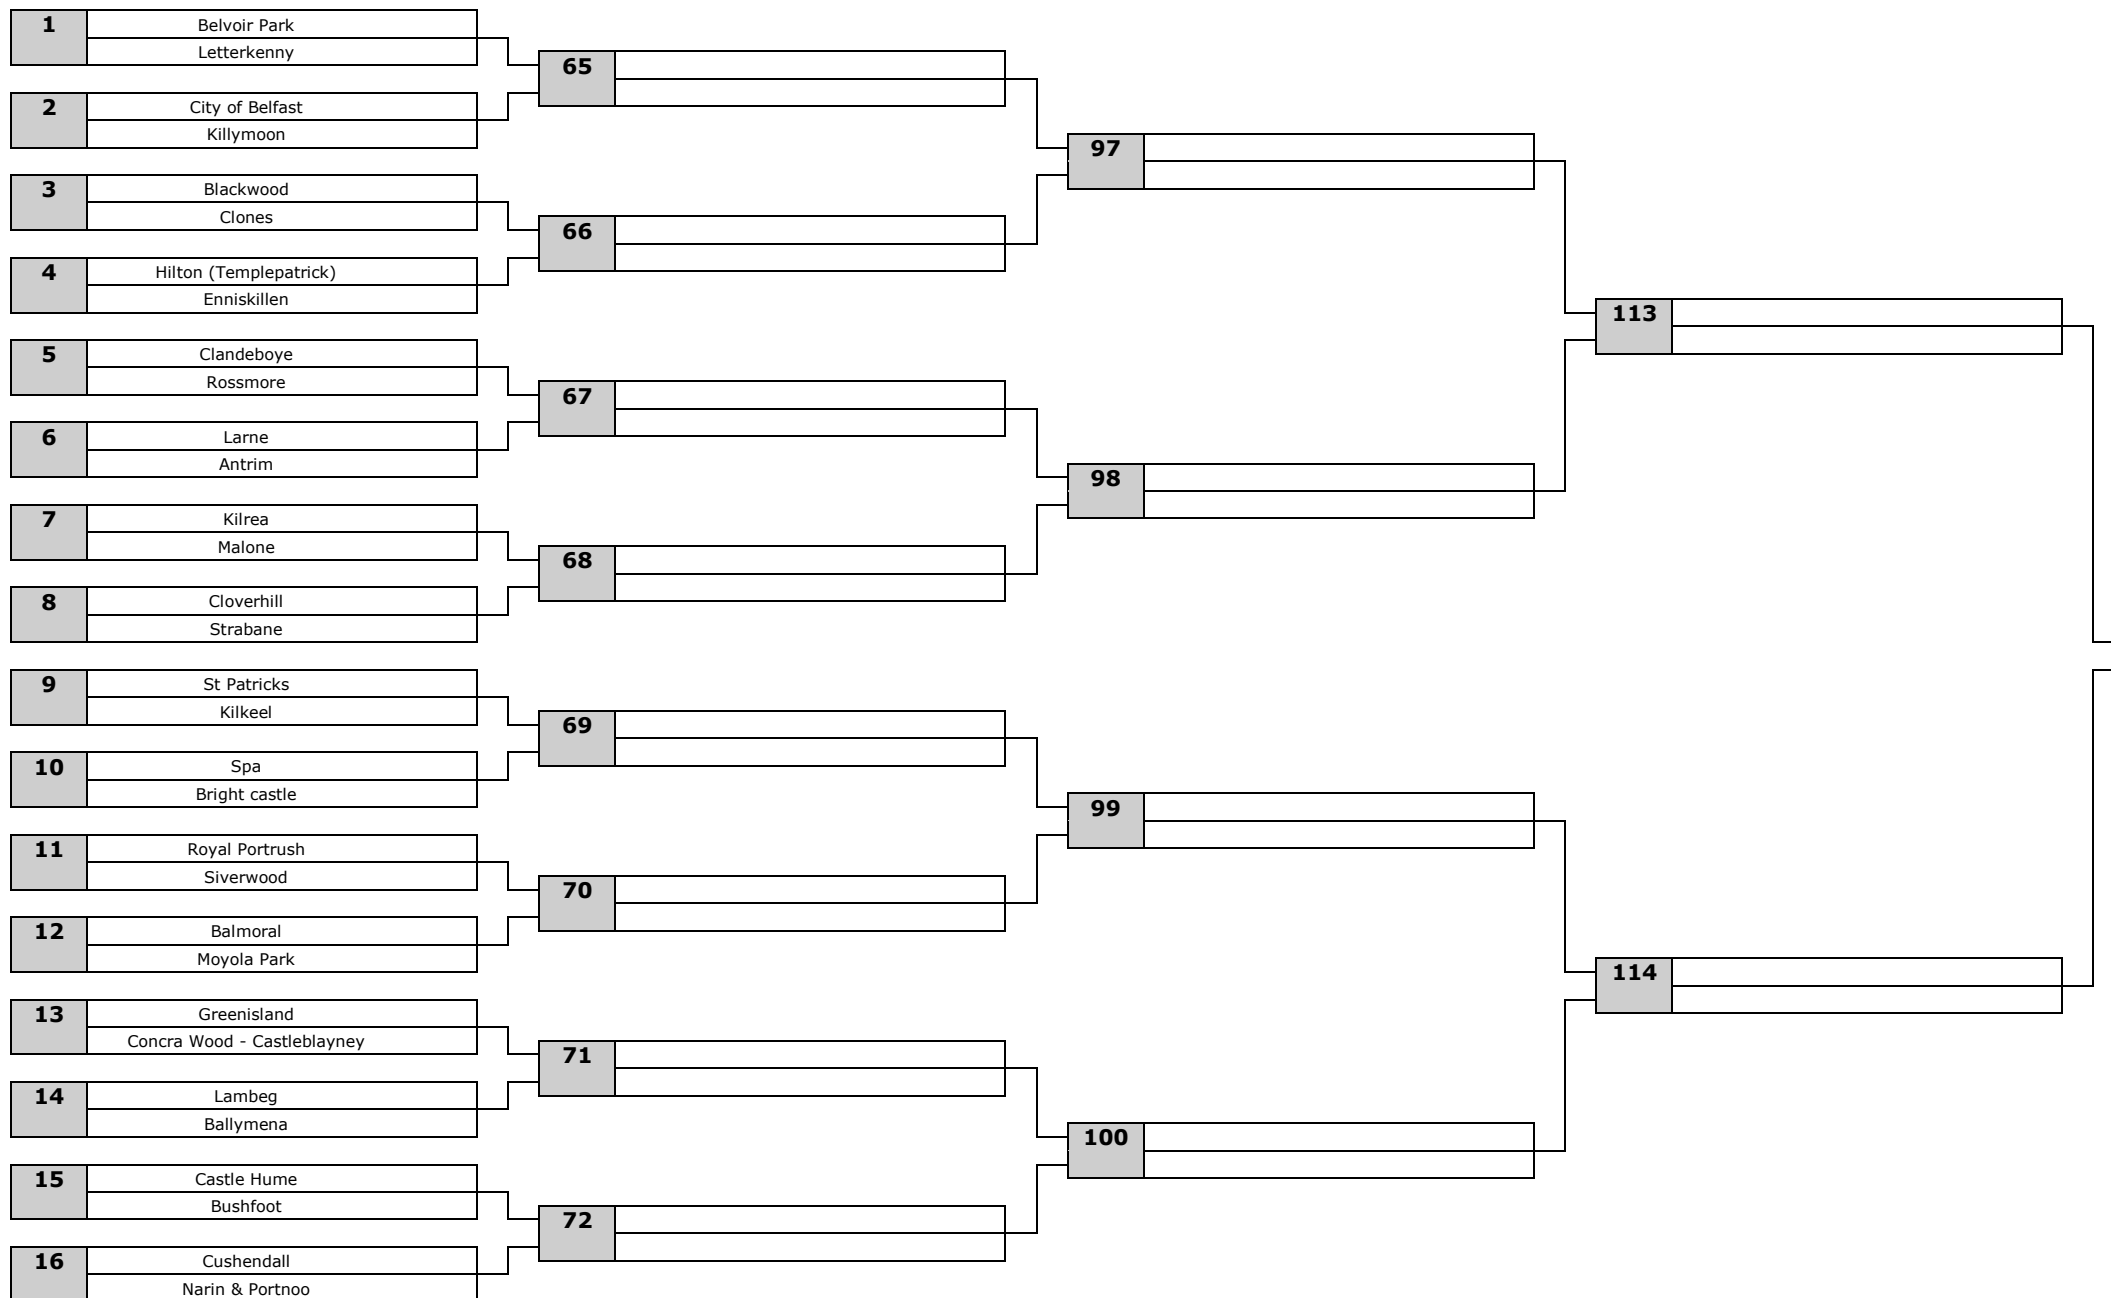 1
Belvoir Park
Letterkenny
2
City of Belfast
Killymoon
3
Blackwood
Clones
4
Hilton (Templepatrick)
Enniskillen
5
Clandeboye
Rossmore
6
Larne
Antrim
7
Kilrea
Malone
8
Cloverhill
Strabane
9
St Patricks
Kilkeel
10
Spa
Bright castle
11
Royal Portrush
Siverwood
12
Balmoral
Moyola Park
13
Greenisland
Concra Wood - Castleblayney
14
Lambeg
Ballymena
15
Castle Hume
Bushfoot
16
Cushendall
Narin & Portnoo
65
66
67
68
69
70
71
72
97
98
99
100
113
114